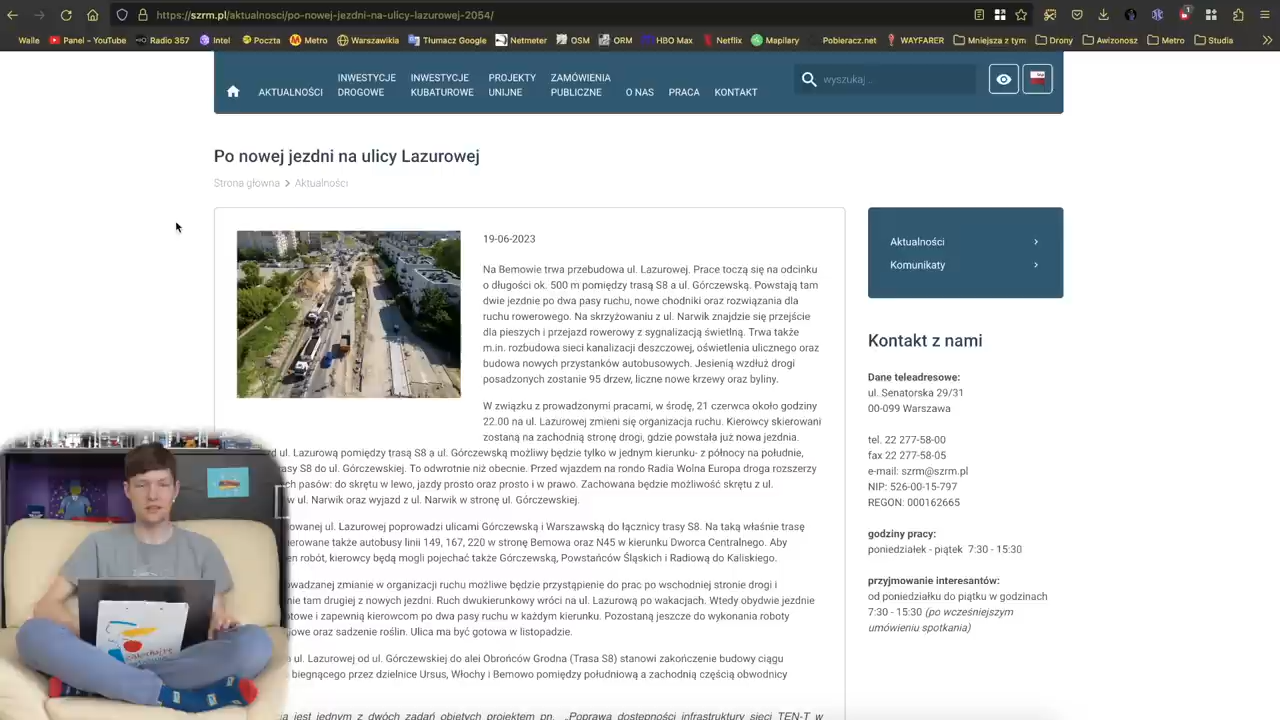 https://szrm.pl/aktualnosci/po-nowej-jezdni-na-ulicy-lazurowej-2054/
Waile
Premium - YouTube
Radio 357
Intel
Poczta
Metro
Warszawikia
Tłumacz Google
Netmeter
OSM
ORM
HBO Max
Netflix
Mapilary
Pobieracz.net
WAYFARER
Mniejsza z tym
Drony
Awizonosz
Metro
Studia
AKTUALNOŚCI
INWESTYCJE
DROGOWE
INWESTYCJE
KUBATUROWE
PROJEKTY
UNIJNE
ZAMÓWIENIA
PUBLICZNE
O NAS
PRACA
KONTAKT
wyszukaj ...
Po nowej jezdni na ulicy Lazurowej
Strona główna > Aktualności
19-06-2023
Na Bemowie trwa przebudowa ul. Lazurowej. Prace toczą się na odcinku
o długości ok. 500 m pomiędzy trasą S8 a ul. Górczewską. Powstają tam
dwie jezdnie po dwa pasy ruchu, nowe chodniki oraz rozwiązania dla
ruchu rowerowego. Na skrzyżowaniu z ul. Narwik znajdzie się przejście
dla pieszych i przejazd rowerowy z sygnalizacją świetlną. Trwa także
m.in. rozbudowa sieci kanalizacji deszczowej, oświetlenia ulicznego oraz
budowa nowych przystanków autobusowych. Jesienią wzdłuż drogi
posadzonych zostanie 95 drzew, liczne nowe krzewy oraz byliny.
W związku z prowadzonymi pracami, w środę, 21 czerwca około godziny
22.00 na ul. Lazurowej zmieni się organizacja ruchu. Kierowcy skierowani
zostaną na zachodnią stronę drogi, gdzie powstała już nowa jezdnia.
ul. Lazurową pomiędzy trasą S8 a ul. Górczewską możliwy będzie tylko w jednym kierunku- z północy na południe,
asy S8 do ul. Górczewskiej. To odwrotnie niż obecnie. Przed wjazdem na rondo Radia Wolna Europa droga rozszerzy
ch pasów: do skrętu w lewo, jazdy prosto oraz prosto i w prawo. Zachowana będzie możliwość skrętu z ul.
w ul. Narwik oraz wyjazd z ul. Narwik w stronę ul. Górczewskiej.
owanej ul. Lazurowej poprowadzi ulicami Górczewską i Warszawską do łącznicy trasy S8. Na taką właśnie trasę
ierowane także autobusy linii 149, 167, 220 w stronę Bemowa oraz N45 w kierunku Dworca Centralnego. Aby
en robót, kierowcy będą mogli pojechać także Górczewską, Powstańców Śląskich i Radiową do Kaliskiego.
owadzanej zmianie w organizacji ruchu możliwe będzie przystąpienie do prac po wschodniej stronie drogi i
nie tam drugiej z nowych jezdni. Ruch dwukierunkowy wróci na ul. Lazurową po wakacjach. Wtedy obydwie jezdnie
otowe i zapewnią kierowcom po dwa pasy ruchu w każdym kierunku. Pozostaną jeszcze do wykonania roboty
jowe oraz sadzenie roślin. Ulica ma być gotowa w listopadzie.
ul. Lazurowej od ul. Górczewskiej do alei Obrońców Grodna (Trasa S8) stanowi zakończenie budowy ciągu
biegnącego przez dzielnice Ursus, Włochy i Bemowo pomiędzy południową a zachodnią częścią obwodnicy
jest jednym z dwóch zadań objętych projektem pn. „Poprawa dostępności infrastruktury sieci TEN-T w
Aktualności
Komunikaty
Kontakt z nami
Dane teleadresowe:
ul. Senatorska 29/31
00-099 Warszawa
tel. 22 277-58-00
fax 22 277-58-05
e-mail: szrm@szrm.pl
NIP: 526-00-15-797
REGON: 000162665
godziny pracy:
poniedziałek - piątek 7:30 - 15:30
przyjmowanie interesantów:
od poniedziałku do piątku w godzinach
7:30 - 15:30 (po wcześniejszym
umówieniu spotkania)